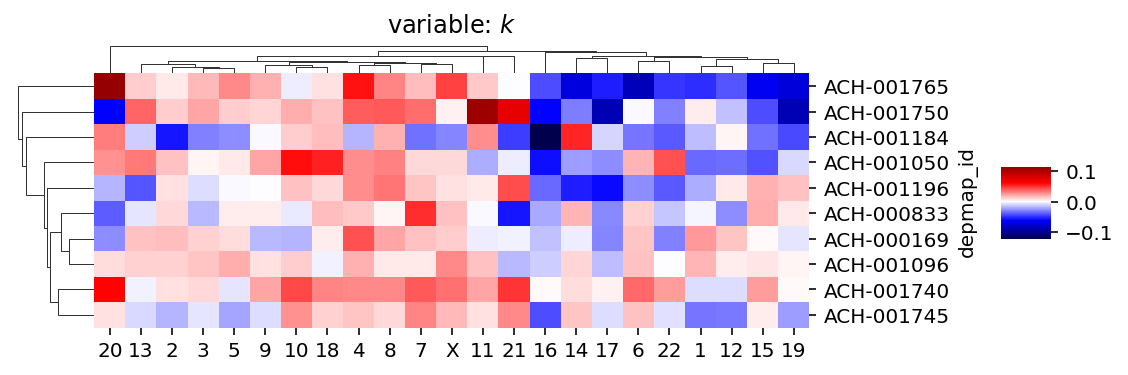 variable: k
ACH-001765
ACH-001750
ACH-001184
ACH-001050
ACH-001196
ACH-000833
ACH-000169
ACH-001096
ACH-001740
ACH-001745
depmap_id
0.1
0.0
−0.1
20 13 2 3 5 9 10 18 4 8 7 X 11 21 16 14 17 6 22 1 12 15 19